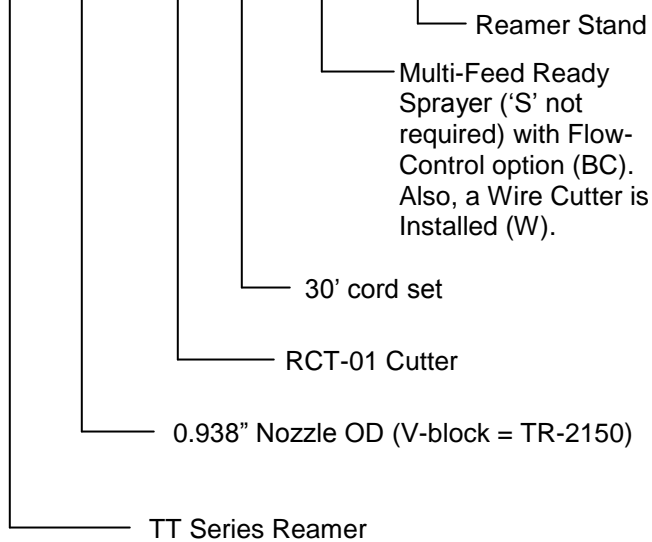 Reamer Stand
Multi-Feed Ready
Sprayer (‘S’ not
required) with Flow-
Control option (BC).
Also, a Wire Cutter is
Installed (W).
30’ cord set
RCT-01 Cutter
0.938” Nozzle OD (V-block = TR-2150)
TT Series Reamer